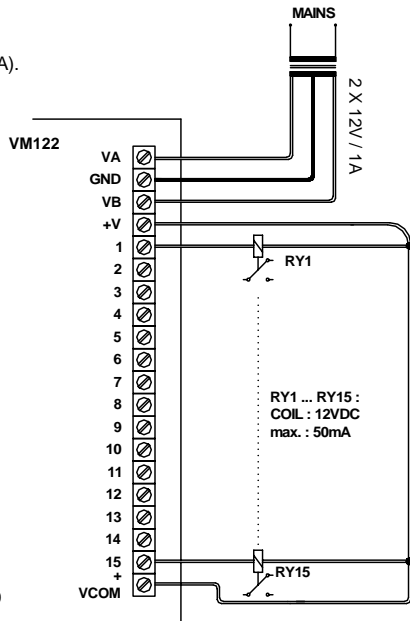 MAINS
A).
2 X 12V / 1A
VM122
VA
GND
VB
+V
1
2
3
4
5
6
7
8
9
10
11
12
13
14
15
+
VCOM
RY1
RY1 ... RY15 :
COIL : 12VDC
max. : 50mA
RY15
)